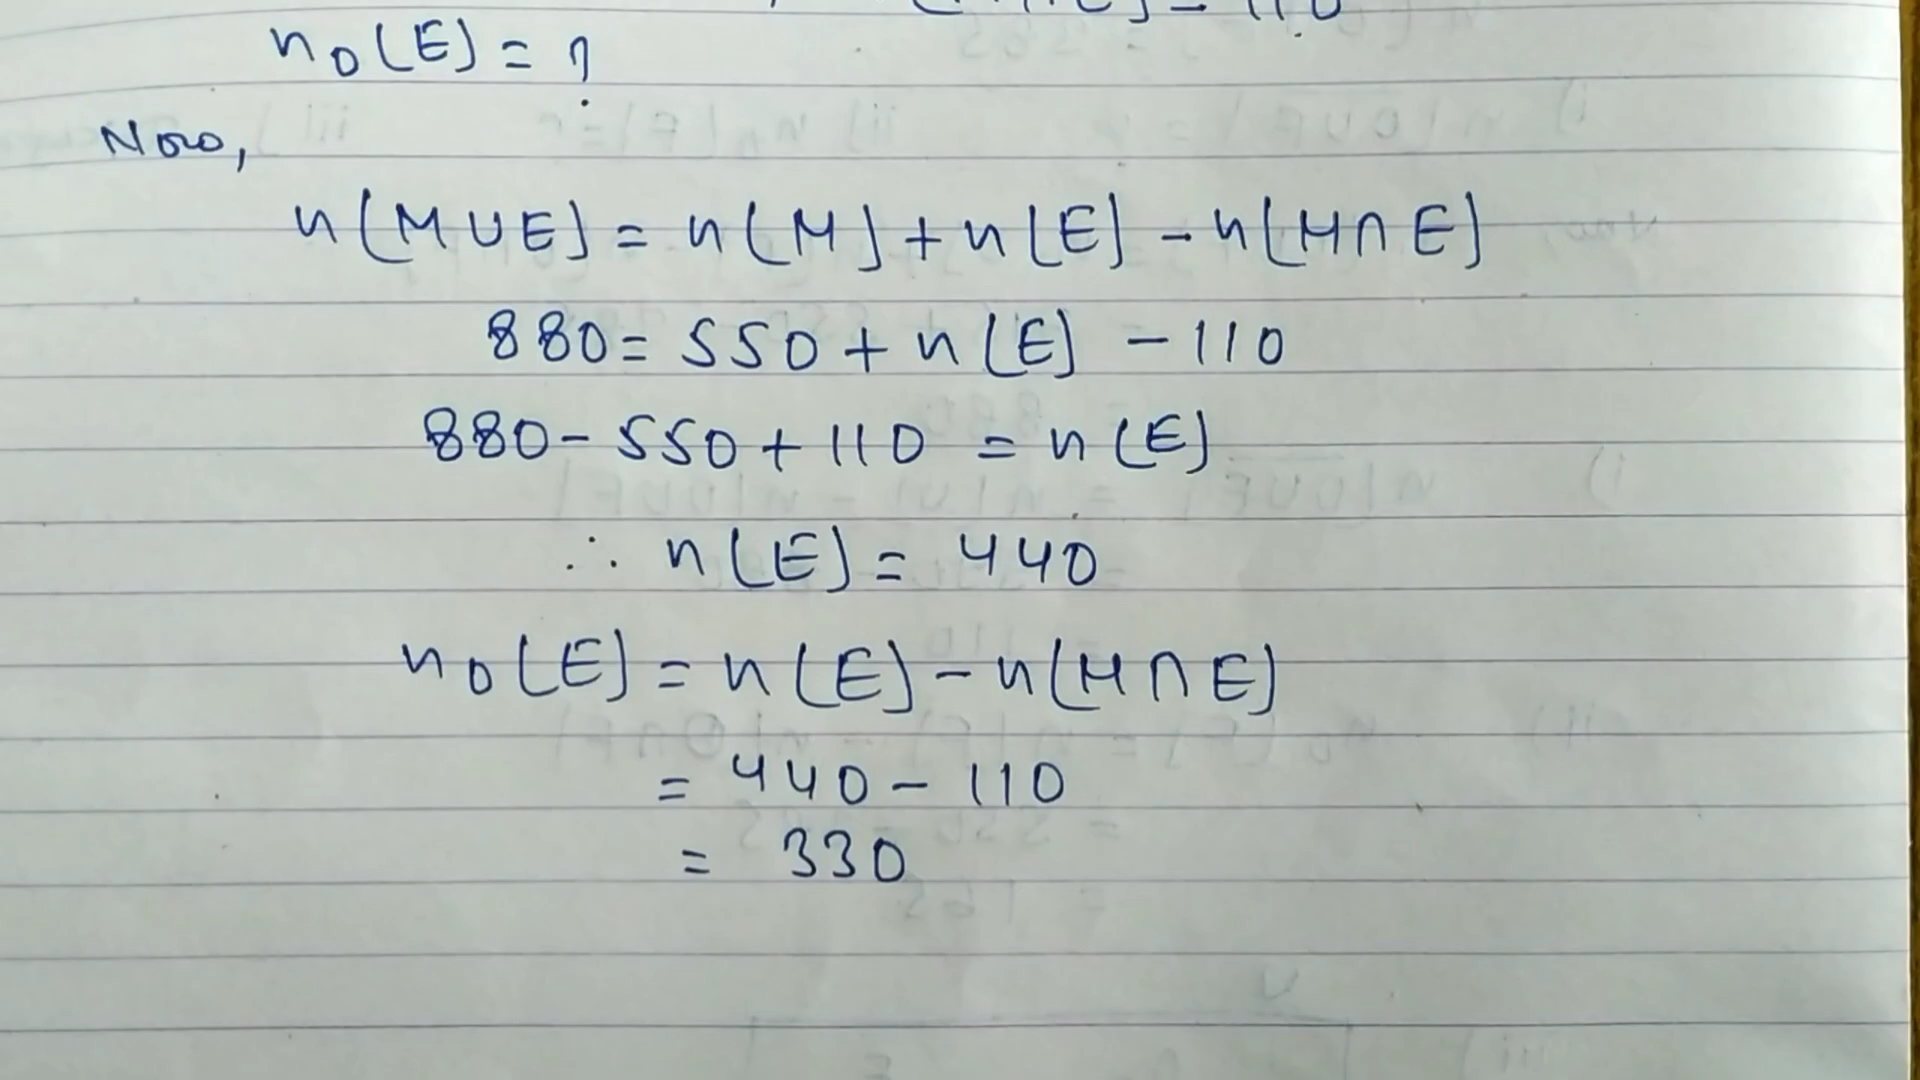 n₀(E) = ?
Now,
n(M∪E) = n(M) + n(E) - n(M∩E)
880 = 550 + n(E) - 110
880 - 550 + 110 = n(E)
∴ n(E) = 440
n₀(E) = n(E) - n(M∩E)
= 440 - 110
= 330